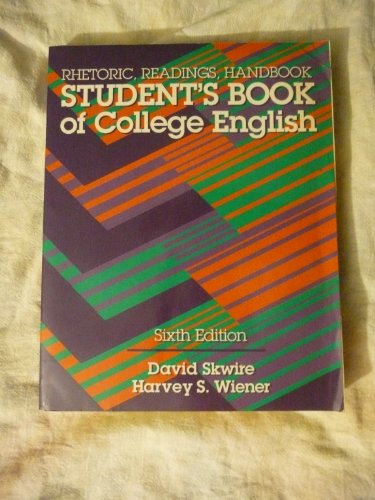 RHETORIC, READINGS, HANDBOOK
STUDENT'S BOOK
of College English
Sixth Edition
David Skwire
Harvey S. Wiener